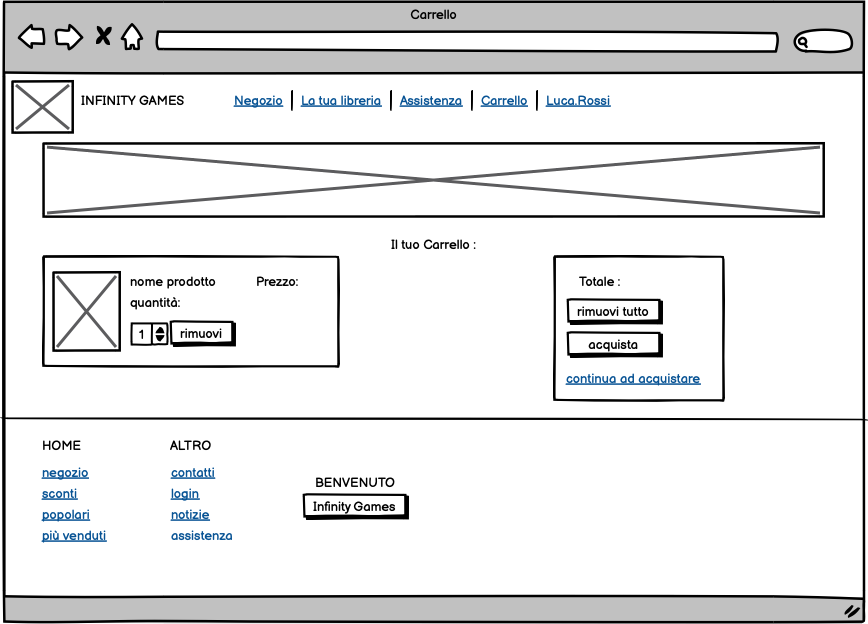 Carrello
INFINITY GAMES
Negozio | La tua libreria | Assistenza | Carrello | Luca.Rossi
Il tuo Carrello :
nome prodotto Prezzo:
quantità:
1 rimuovi
Totale :
rimuovi tutto
acquista
continua ad acquistare
HOME
negozio
sconti
popolari
più venduti
ALTRO
contatti
login
notizie
assistenza
BENVENUTO
Infinity Games